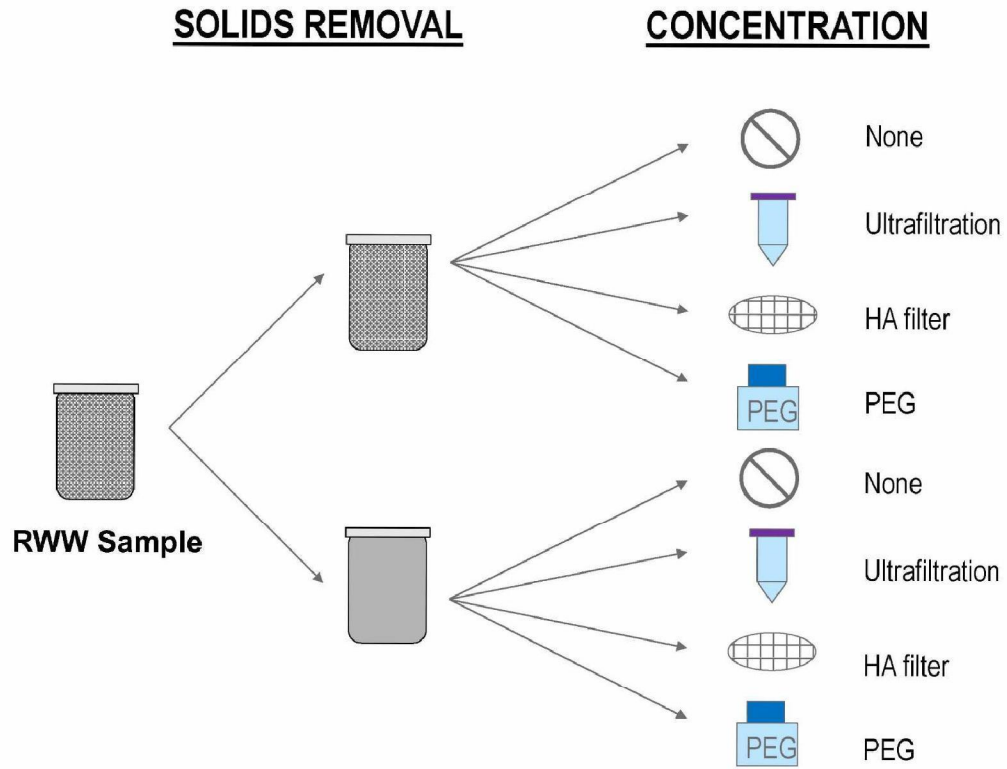 SOLIDS REMOVAL
CONCENTRATION
None
Ultrafiltration
HA filter
PEG PEG
None
RWW Sample
Ultrafiltration
HA filter
PEG PEG